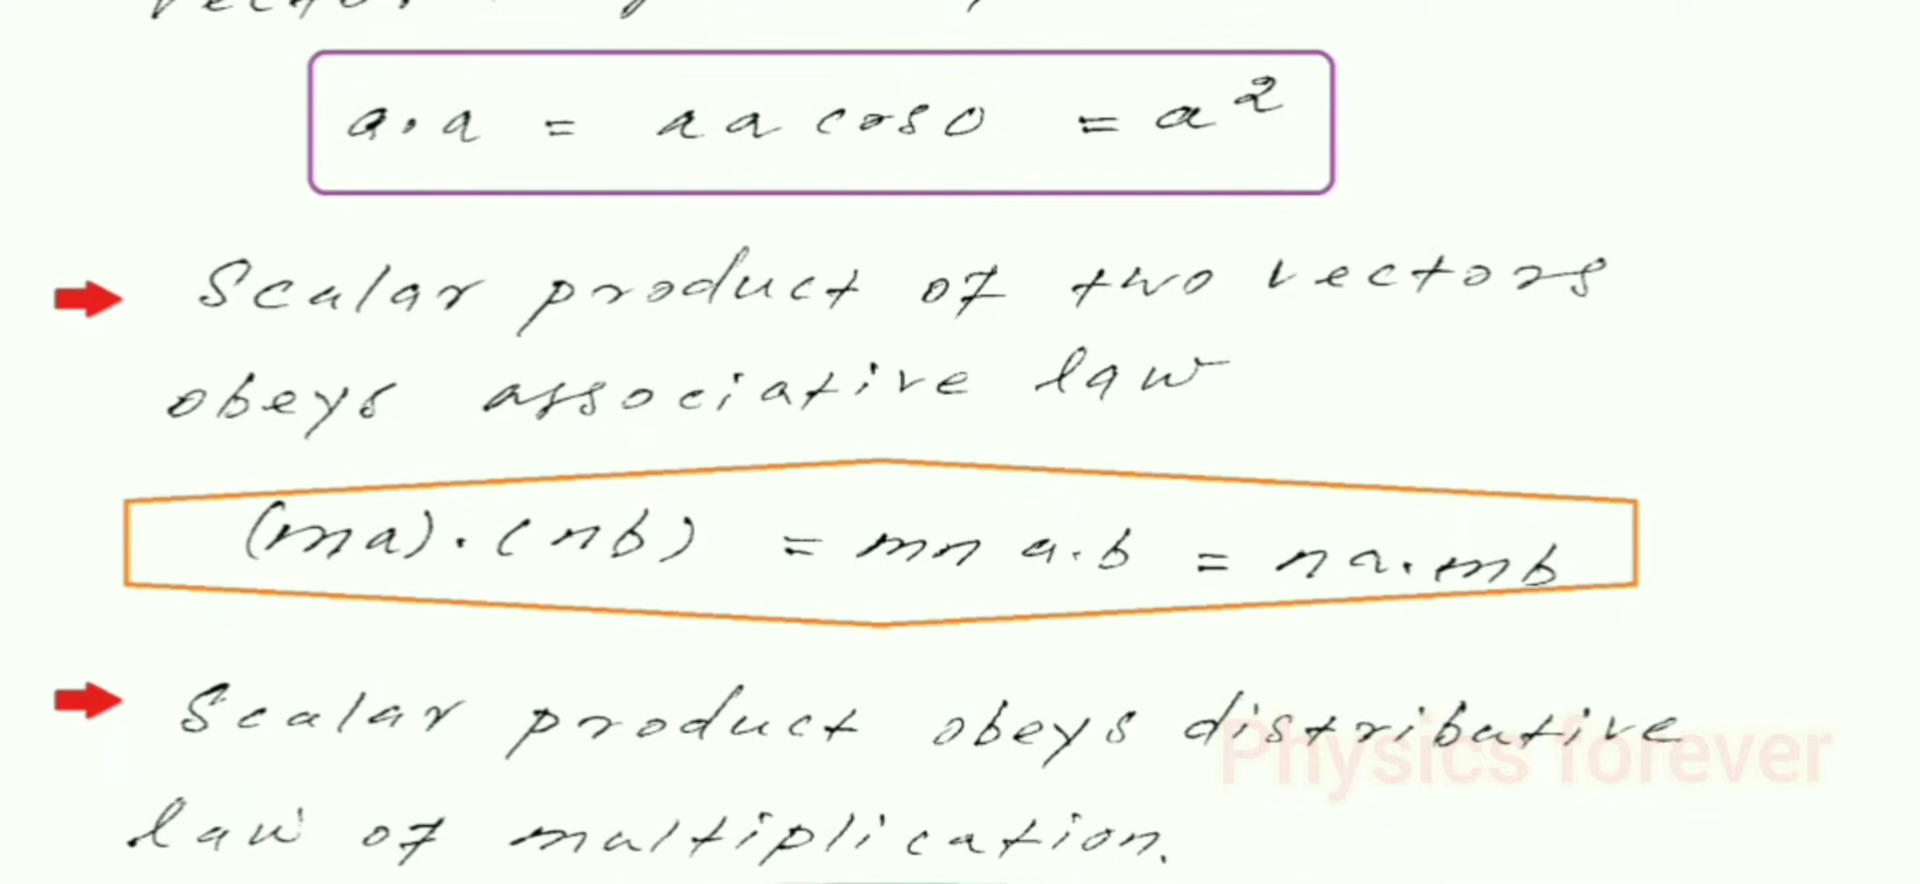 a.a = aa cos0 = a²
Scalar product of two vectors
obeys associative law
(ma).(nb) = mn a.b = na.mb
Scalar product obeys distributive
Physics forever
law of multiplication.